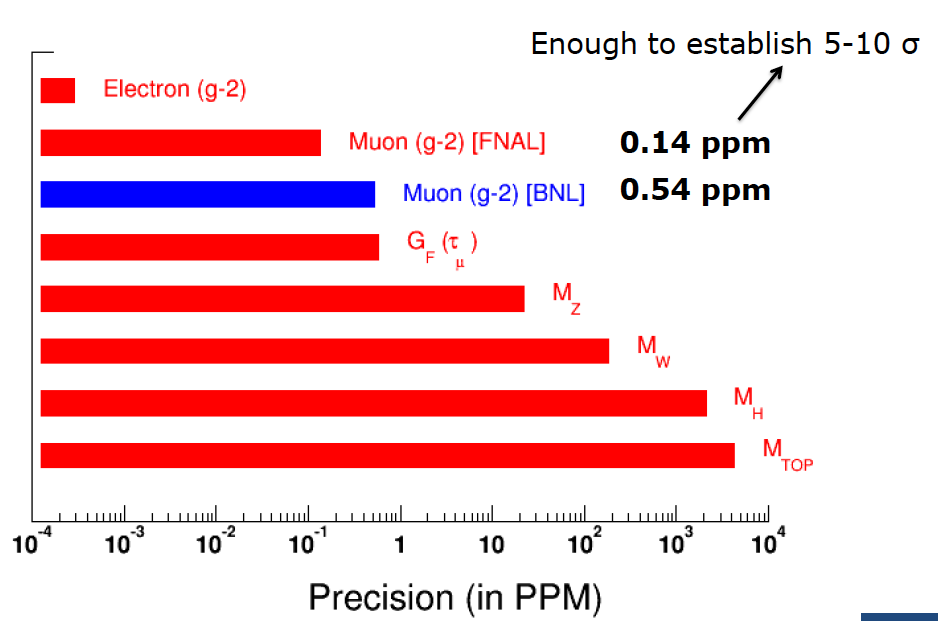 Enough to establish 5-10 σ
Electron (g-2)
Muon (g-2) [FNAL] 0.14 ppm
Muon (g-2) [BNL] 0.54 ppm
G_F (τ_μ)
M_Z
M_W
M_H
M_TOP
10^-4 10^-3 10^-2 10^-1 1 10 10^2 10^3 10^4
Precision (in PPM)